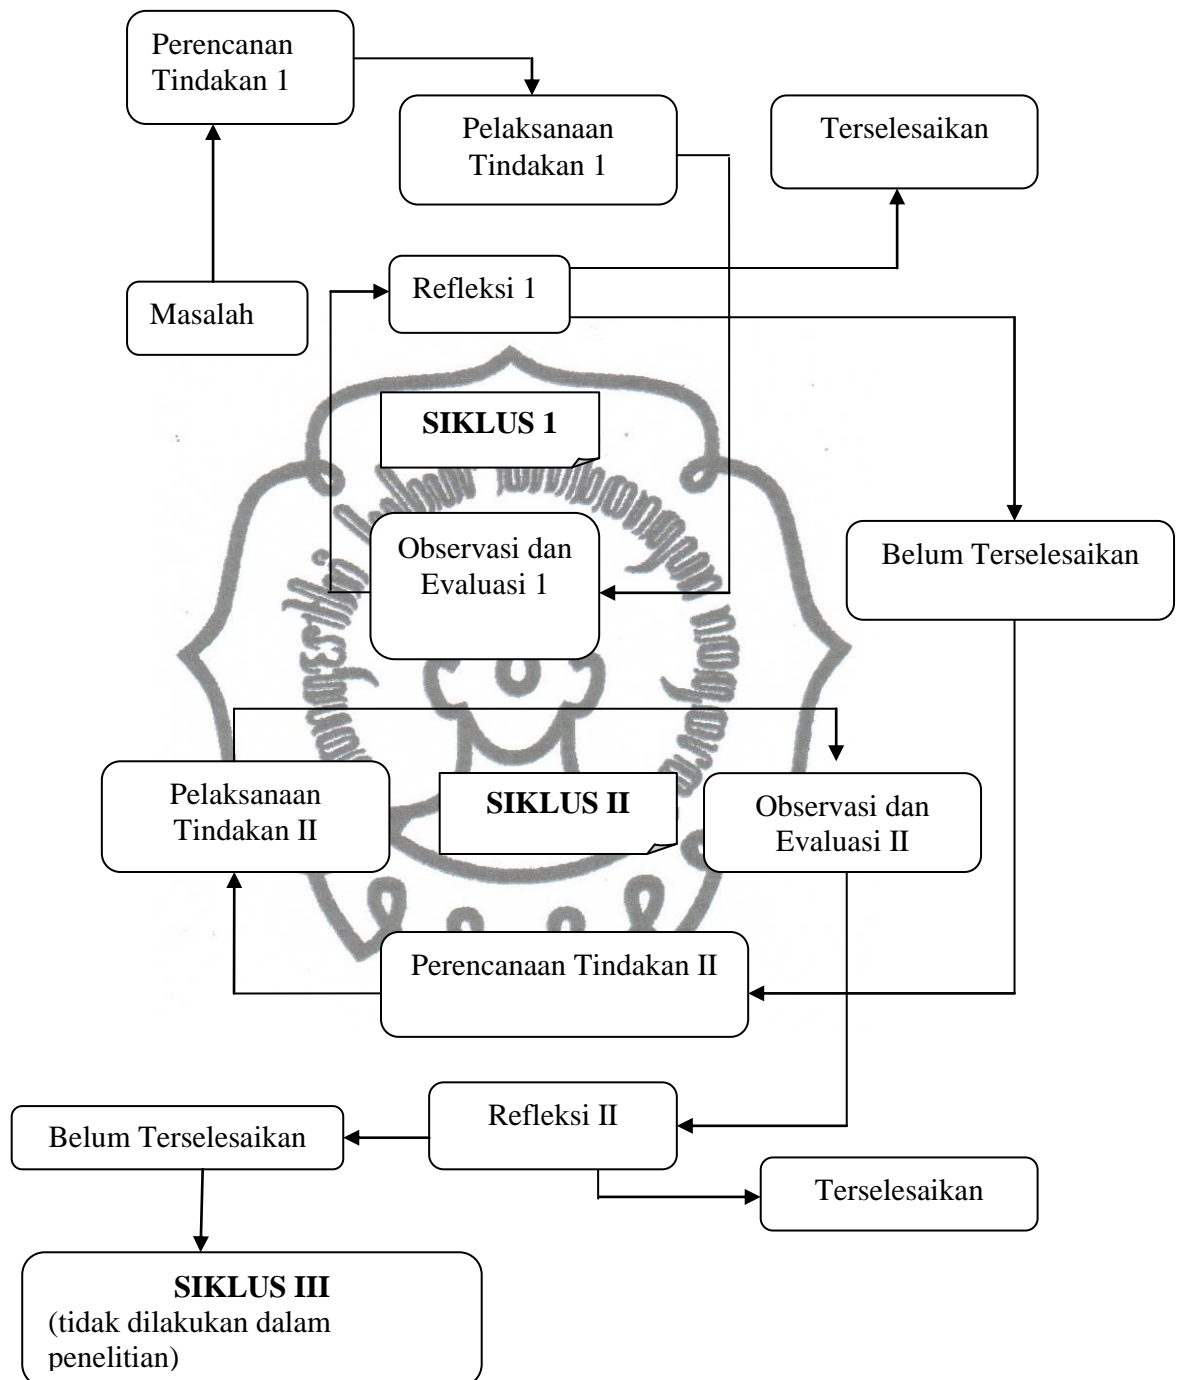 Perencanan
Tindakan 1
Pelaksanaan
Tindakan 1
Terselesaikan
Refleksi 1
Masalah
SIKLUS 1
Observasi dan
Evaluasi 1
Belum Terselesaikan
Pelaksanaan
Tindakan II
SIKLUS II
Observasi dan
Evaluasi II
Perencanaan Tindakan II
Refleksi II
Belum Terselesaikan
Terselesaikan
SIKLUS III
(tidak dilakukan dalam
penelitian)